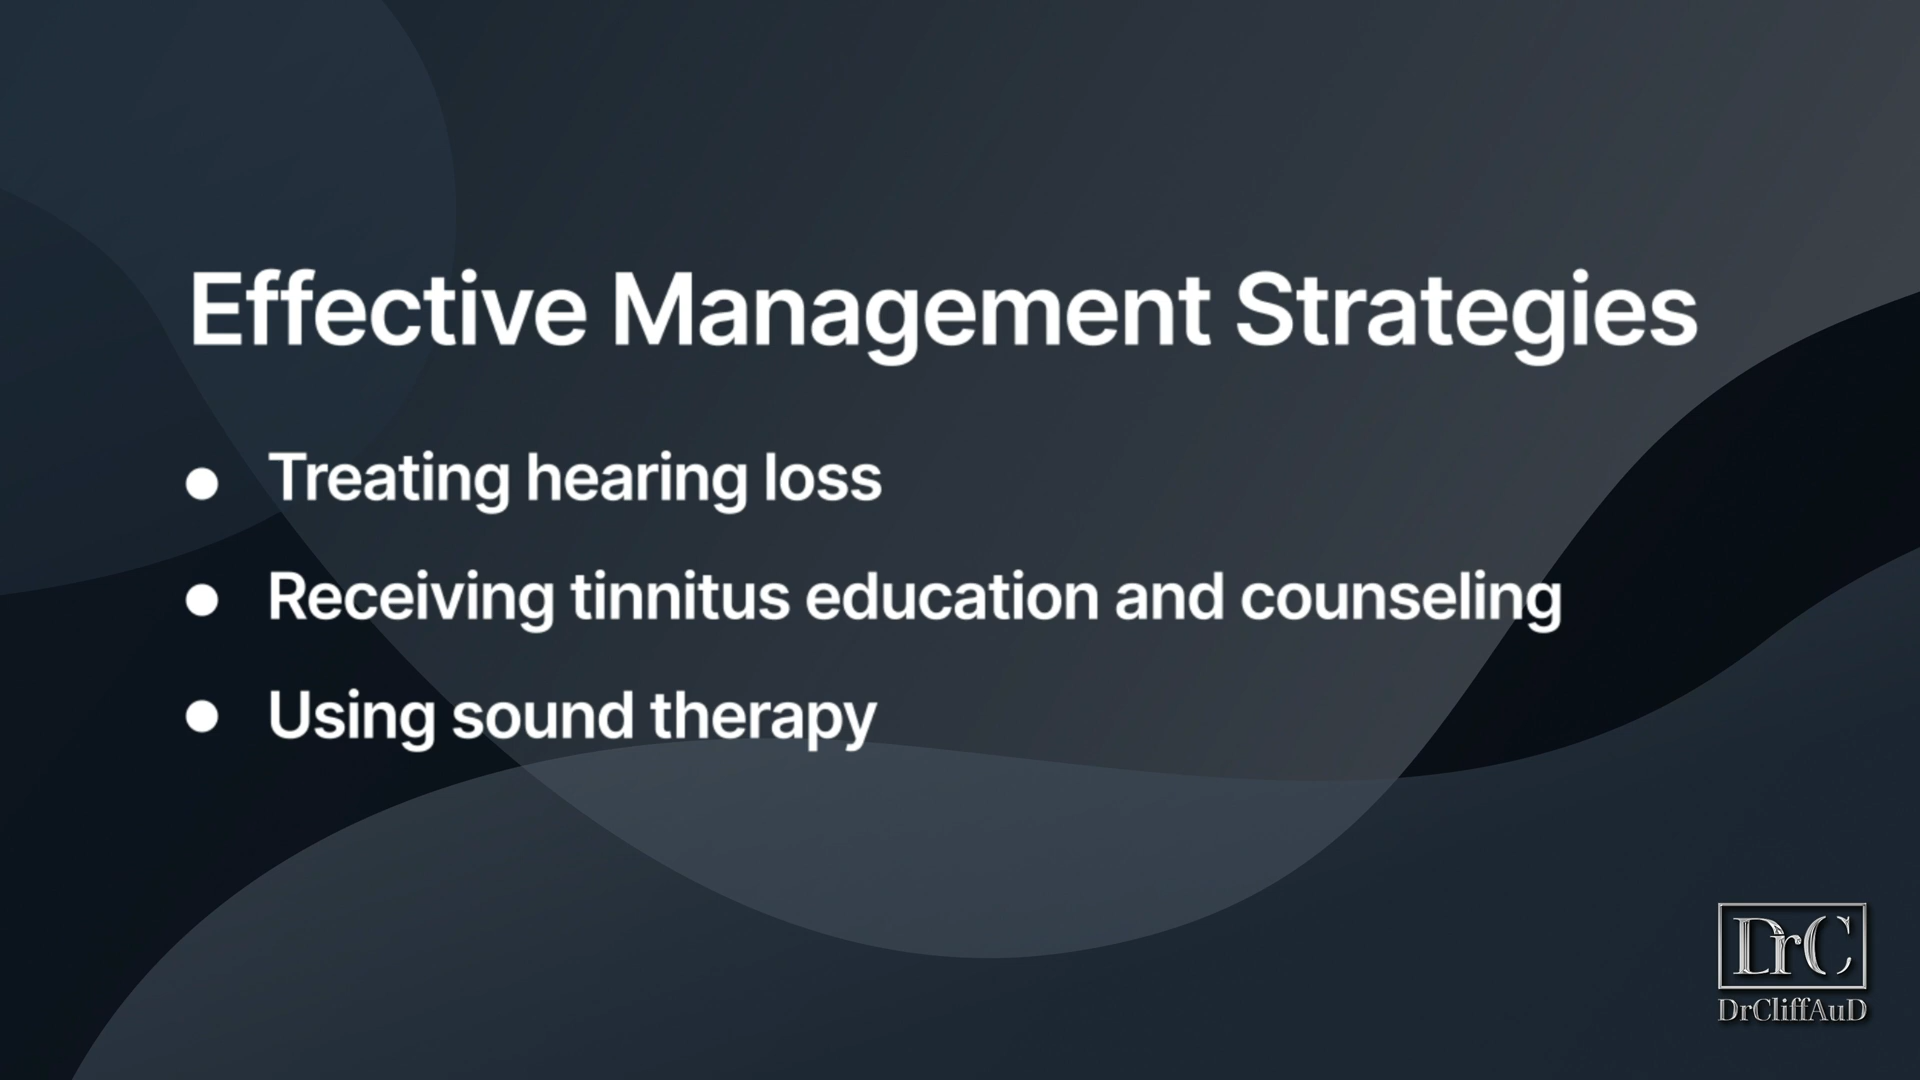 Effective Management Strategies
● Treating hearing loss
● Receiving tinnitus education and counseling
● Using sound therapy
DrC
DrCliffAuD